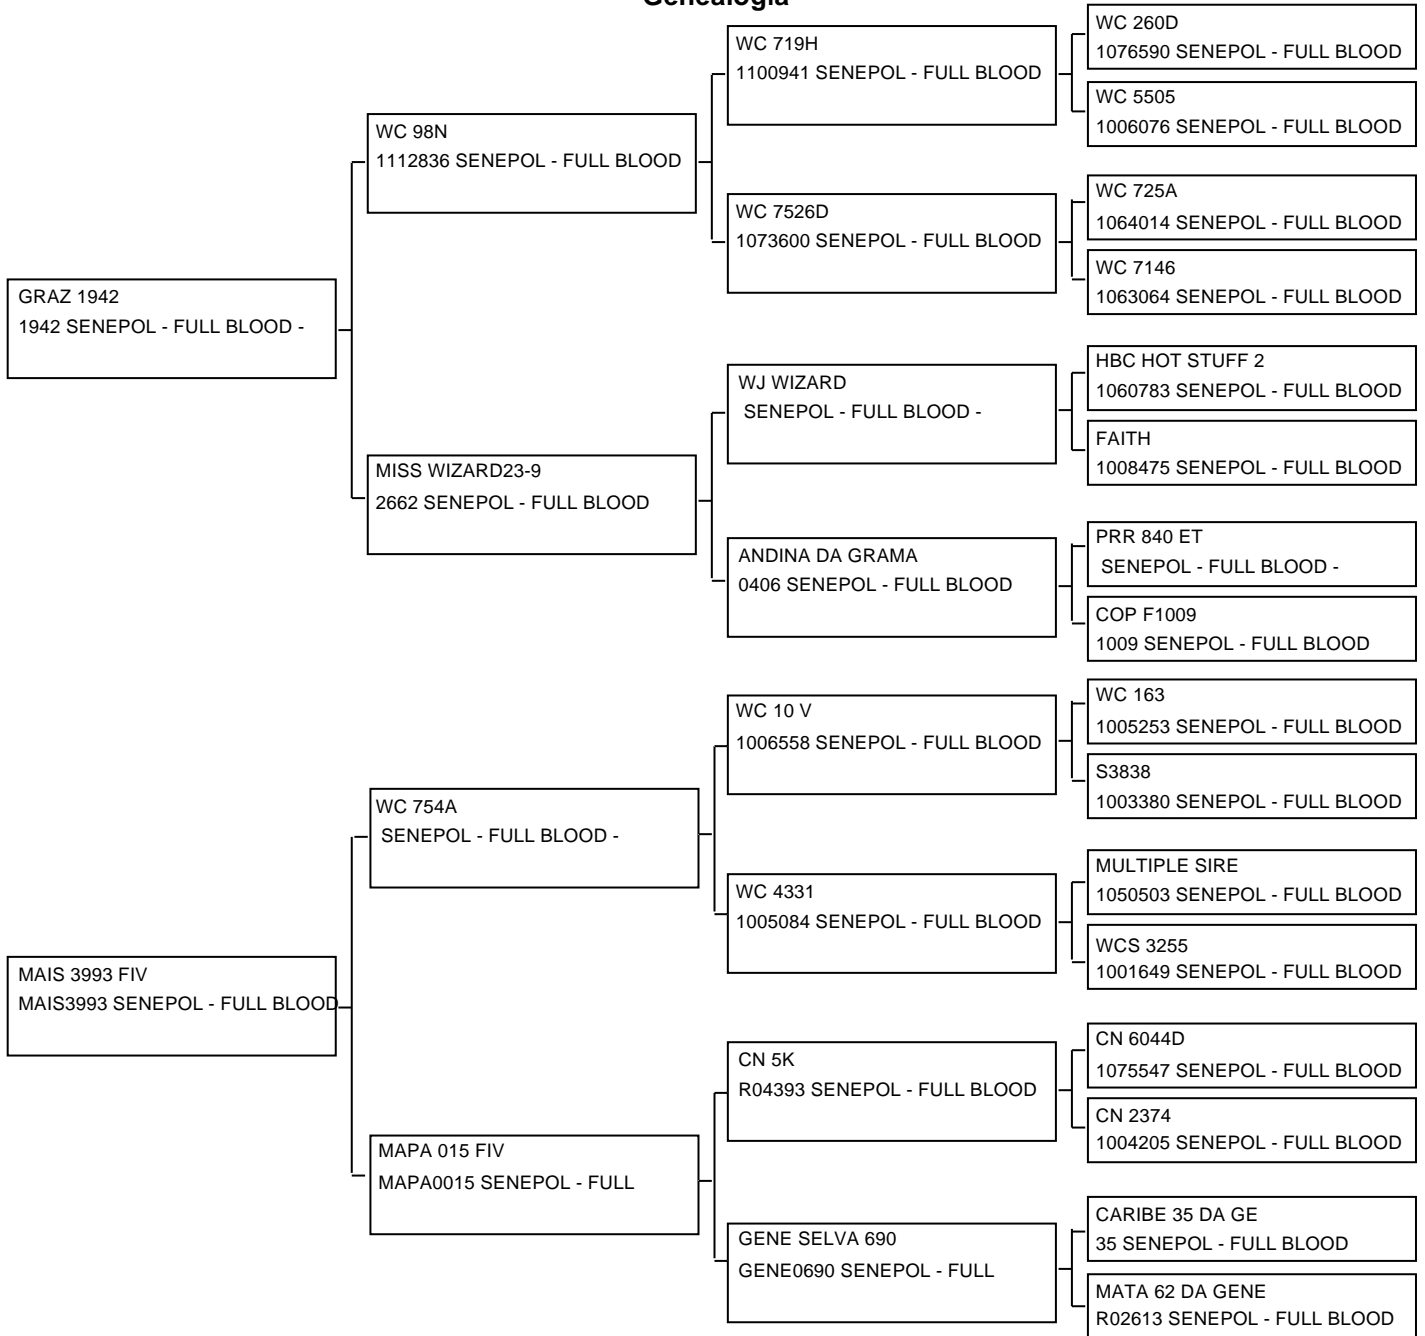 Genealogia
WC 260D
1076590 SENEPOL - FULL BLOOD
WC 719H
1100941 SENEPOL - FULL BLOOD
WC 5505
1006076 SENEPOL - FULL BLOOD
WC 98N
1112836 SENEPOL - FULL BLOOD
WC 725A
1064014 SENEPOL - FULL BLOOD
WC 7526D
1073600 SENEPOL - FULL BLOOD
WC 7146
1063064 SENEPOL - FULL BLOOD
GRAZ 1942
1942 SENEPOL - FULL BLOOD -
HBC HOT STUFF 2
1060783 SENEPOL - FULL BLOOD
WJ WIZARD
SENEPOL - FULL BLOOD -
FAITH
1008475 SENEPOL - FULL BLOOD
MISS WIZARD23-9
2662 SENEPOL - FULL BLOOD
PRR 840 ET
SENEPOL - FULL BLOOD -
ANDINA DA GRAMA
0406 SENEPOL - FULL BLOOD
COP F1009
1009 SENEPOL - FULL BLOOD
WC 163
1005253 SENEPOL - FULL BLOOD
WC 10 V
1006558 SENEPOL - FULL BLOOD
S3838
1003380 SENEPOL - FULL BLOOD
WC 754A
SENEPOL - FULL BLOOD -
MULTIPLE SIRE
1050503 SENEPOL - FULL BLOOD
WC 4331
1005084 SENEPOL - FULL BLOOD
WCS 3255
1001649 SENEPOL - FULL BLOOD
MAIS 3993 FIV
MAIS3993 SENEPOL - FULL BLOOD
CN 6044D
1075547 SENEPOL - FULL BLOOD
CN 5K
R04393 SENEPOL - FULL BLOOD
CN 2374
1004205 SENEPOL - FULL BLOOD
MAPA 015 FIV
MAPA0015 SENEPOL - FULL
CARIBE 35 DA GE
35 SENEPOL - FULL BLOOD
GENE SELVA 690
GENE0690 SENEPOL - FULL
MATA 62 DA GENE
R02613 SENEPOL - FULL BLOOD